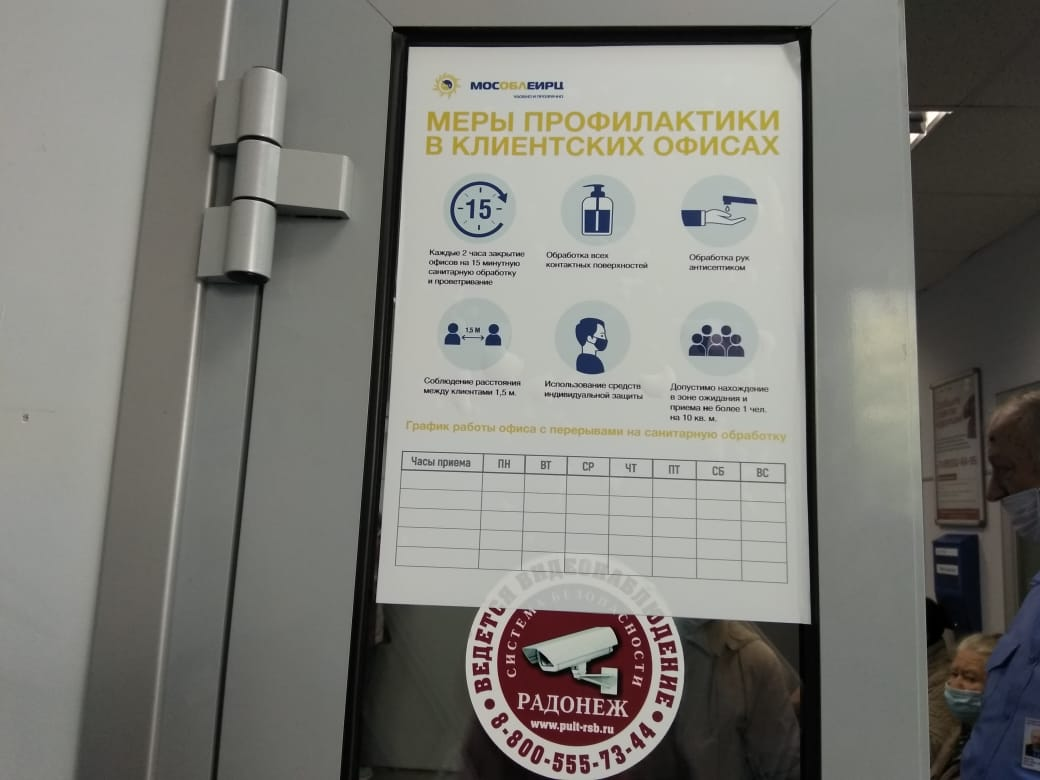 МОСОБЛЕИРЦ
УДОБНО И ПРОЗРАЧНО
МЕРЫ ПРОФИЛАКТИКИ
В КЛИЕНТСКИХ ОФИСАХ
15
Каждые 2 часа закрытие
офисов на 15 минутную
санитарную обработку
и проветривание
Обработка всех
контактных поверхностей
Обработка рук
антисептиком
1,5 М
Соблюдение расстояния
между клиентами 1,5 м.
Использование средств
индивидуальной защиты
Допустимо нахождение
в зоне ожидания и
приема не более 1 чел.
на 10 кв. м.
График работы офиса с перерывами на санитарную обработку
Часы приема ПН ВТ СР ЧТ ПТ СБ ВС
ВЕДЕТСЯ ВИДЕОНАБЛЮДЕНИЕ
СИСТЕМА БЕЗОПАСНОСТИ
РАДОНЕЖ
www.pult-rsb.ru
8-800-555-73-44